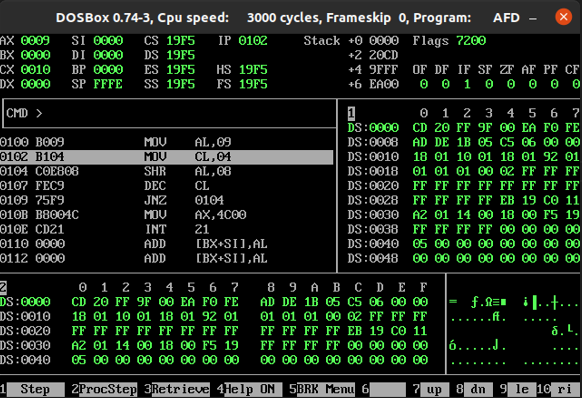 DOSBox 0.74-3, Cpu speed: 3000 cycles, Frameskip 0, Program: AFD
AX 0009 SI 0000 CS 19F5 IP 0102 Stack +0 0000 Flags 7200
BX 0000 DI 0000 DS 19F5 +2 20CD
CX 0010 BP 0000 ES 19F5 HS 19F5 +4 9FFF OF DF IF SF ZF AF PF CF
DX 0000 SP FFFE SS 19F5 FS 19F5 +6 EA00 0 0 1 0 0 0 0 0
CMD >
1 0 1 2 3 4 5 6 7
DS:0000 CD 20 FF 9F 00 EA F0 FE
DS:0008 AD DE 1B 05 C5 06 00 00
DS:0010 18 01 10 01 18 01 92 01
DS:0018 01 01 01 00 02 FF FF FF
DS:0020 FF FF FF FF FF FF FF FF
DS:0028 FF FF FF FF EB 19 C0 11
DS:0030 A2 01 14 00 18 00 F5 19
DS:0038 FF FF FF FF 00 00 00 00
DS:0040 05 00 00 00 00 00 00 00
DS:0048 00 00 00 00 00 00 00 00
0100 B009 MOV AL,09
0102 B104 MOV CL,04
0104 C0E808 SHR AL,08
0107 FEC9 DEC CL
0109 75F9 JNZ 0104
010B B8004C MOV AX,4C00
010E CD21 INT 21
0110 0000 ADD [BX+SI],AL
0112 0000 ADD [BX+SI],AL
2 0 1 2 3 4 5 6 7 8 9 A B C D E F
DS:0000 CD 20 FF 9F 00 EA F0 FE AD DE 1B 05 C5 06 00 00
DS:0010 18 01 10 01 18 01 92 01 01 01 01 00 02 FF FF FF
DS:0020 FF FF FF FF FF FF FF FF FF FF FF FF EB 19 C0 11
DS:0030 A2 01 14 00 18 00 F5 19 FF FF FF FF 00 00 00 00
DS:0040 05 00 00 00 00 00 00 00 00 00 00 00 00 00 00 00
1 Step 2 ProcStep 3 Retrieve 4 Help ON 5 BRK Menu 6 7 up 8 dn 9 le 10 ri